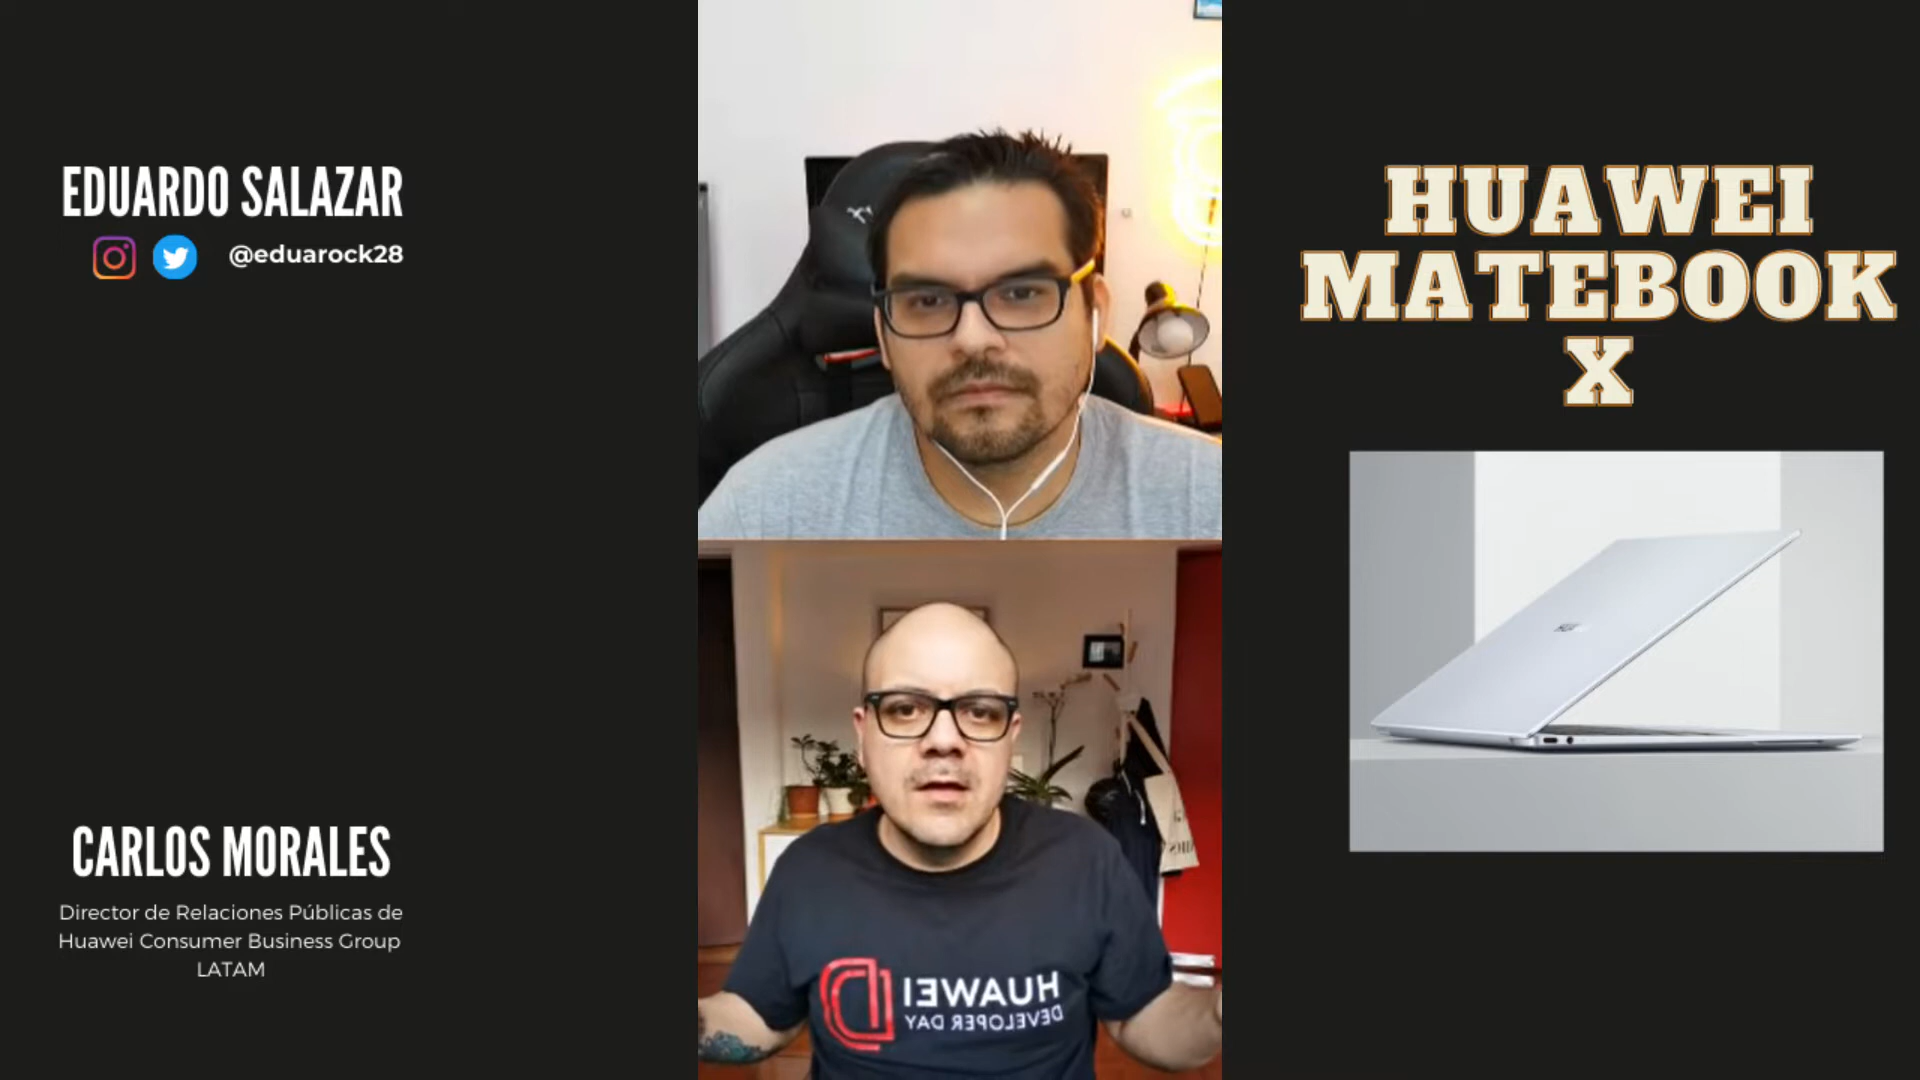 EDUARDO SALAZAR
@eduarock28
CARLOS MORALES
Director de Relaciones Públicas de
Huawei Consumer Business Group
LATAM
HUAWEI
DEVELOPER DAY
HUAWEI
MATEBOOK
X